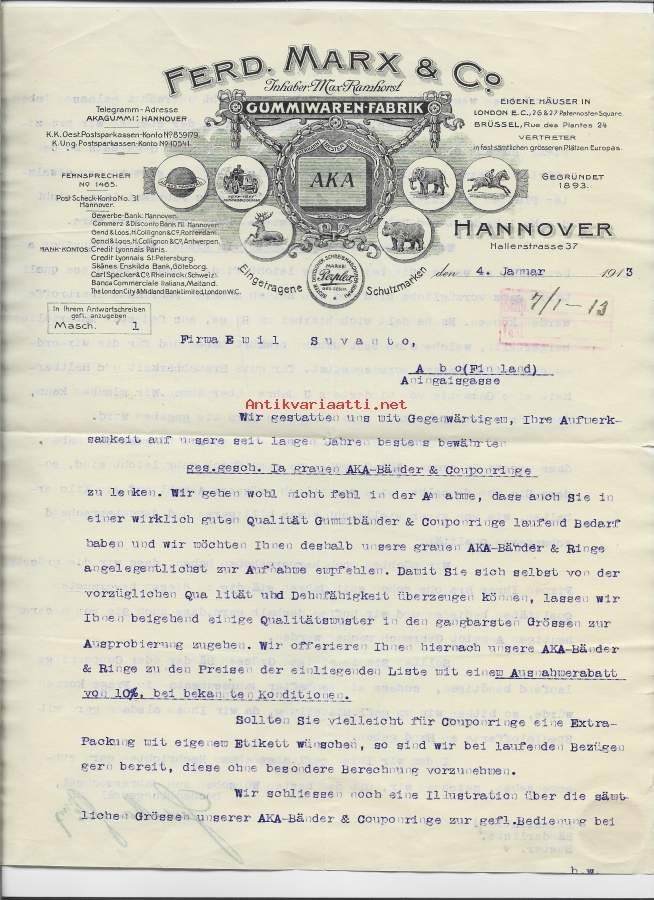 FERD. MARX & Co.
Inhaber: Max Ramhorst
GUMMIWAREN-FABRIK
Telegramm-Adresse
AKAGUMMI: HANNOVER
K.K. Oest. Postsparkassen-Konto No 859179.
K. Ung. Postsparkassen-Konto No 10541.
FERNSPRECHER
No 1465.
Post Scheck-Konto No. 31
Hannover.
BANK-KONTOS:
Gewerbe-Bank, Hannover.
Commerz & Disconto Bank Fil. Hannover
Gend & Loos, H. Collignon & Co, Rotterdam.
Gend & Loos, H. Collignon & Co, Antwerpen.
Credit Lyonnais Paris.
Credit Lyonnais St. Petersburg.
Skånes Enskilda Bank, Göteborg.
Carl Specker & Co, Rheineck (Schweiz).
Banca Commerciale Italiana, Mailand.
The London City & Midland Bank Limited, London W.C.
EIGENE HÄUSER IN
LONDON E.C., 26&27 Paternoster-Square.
BRÜSSEL, Rue des Plantes 24
VERTRETER
in fast sämtlichen grösseren Plätzen Europas.
GEGRÜNDET
1893.
AKA
MARKE:
Perplex
Eingetragene Schutzmarken
HANNOVER
Hallerstrasse 37
den 4. Januar 1913
7/1-13
In Ihrem Antwortschreiben
gefl. anzugeben
Masch. 1
Firma Emil Suvanto,
Abo (Finland)
Aningaisgasse
Antikvariaatti.net
Wir gestatten uns mit Gegenwärtigem, Ihre Aufmerk-
samkeit auf unsere seit langen Jahren bestens bewährten
ges.gesch. Ia grauen AKA-Bänder & Couponringe
zu lenken. Wir gehen wohl nicht fehl in der Annahme, dass auch Sie in
einer wirklich guten Qualität Gummibänder & Couponringe laufend Bedarf
haben und wir möchten Ihnen deshalb unsere grauen AKA-Bänder & Ringe
angelegentlichst zur Aufnahme empfehlen. Damit Sie sich selbst von der
vorzüglichen Qualität und Dehnfähigkeit überzeugen können, lassen wir
Ihnen beigehend einige Qualitätsmuster in den gangbarsten Grössen zur
Ausprobierung zugehen. Wir offerieren Ihnen hiernach unsere AKA-Bänder
& Ringe zu den Preisen der einliegenden Liste mit einem Ausnahmerabatt
von 10%, bei bekannten Konditionen.
Sollten Sie vielleicht für Couponringe eine Extra-
Packung mit eigenem Etikett wünschen, so sind wir bei laufenden Bezügen
gern bereit, diese ohne besondere Berechnung vorzunehmen.
Wir schliessen noch eine Illustration über die sämt-
lichen Grössen unserer AKA-Bänder & Couponringe zur gefl. Bedienung bei
b.w.